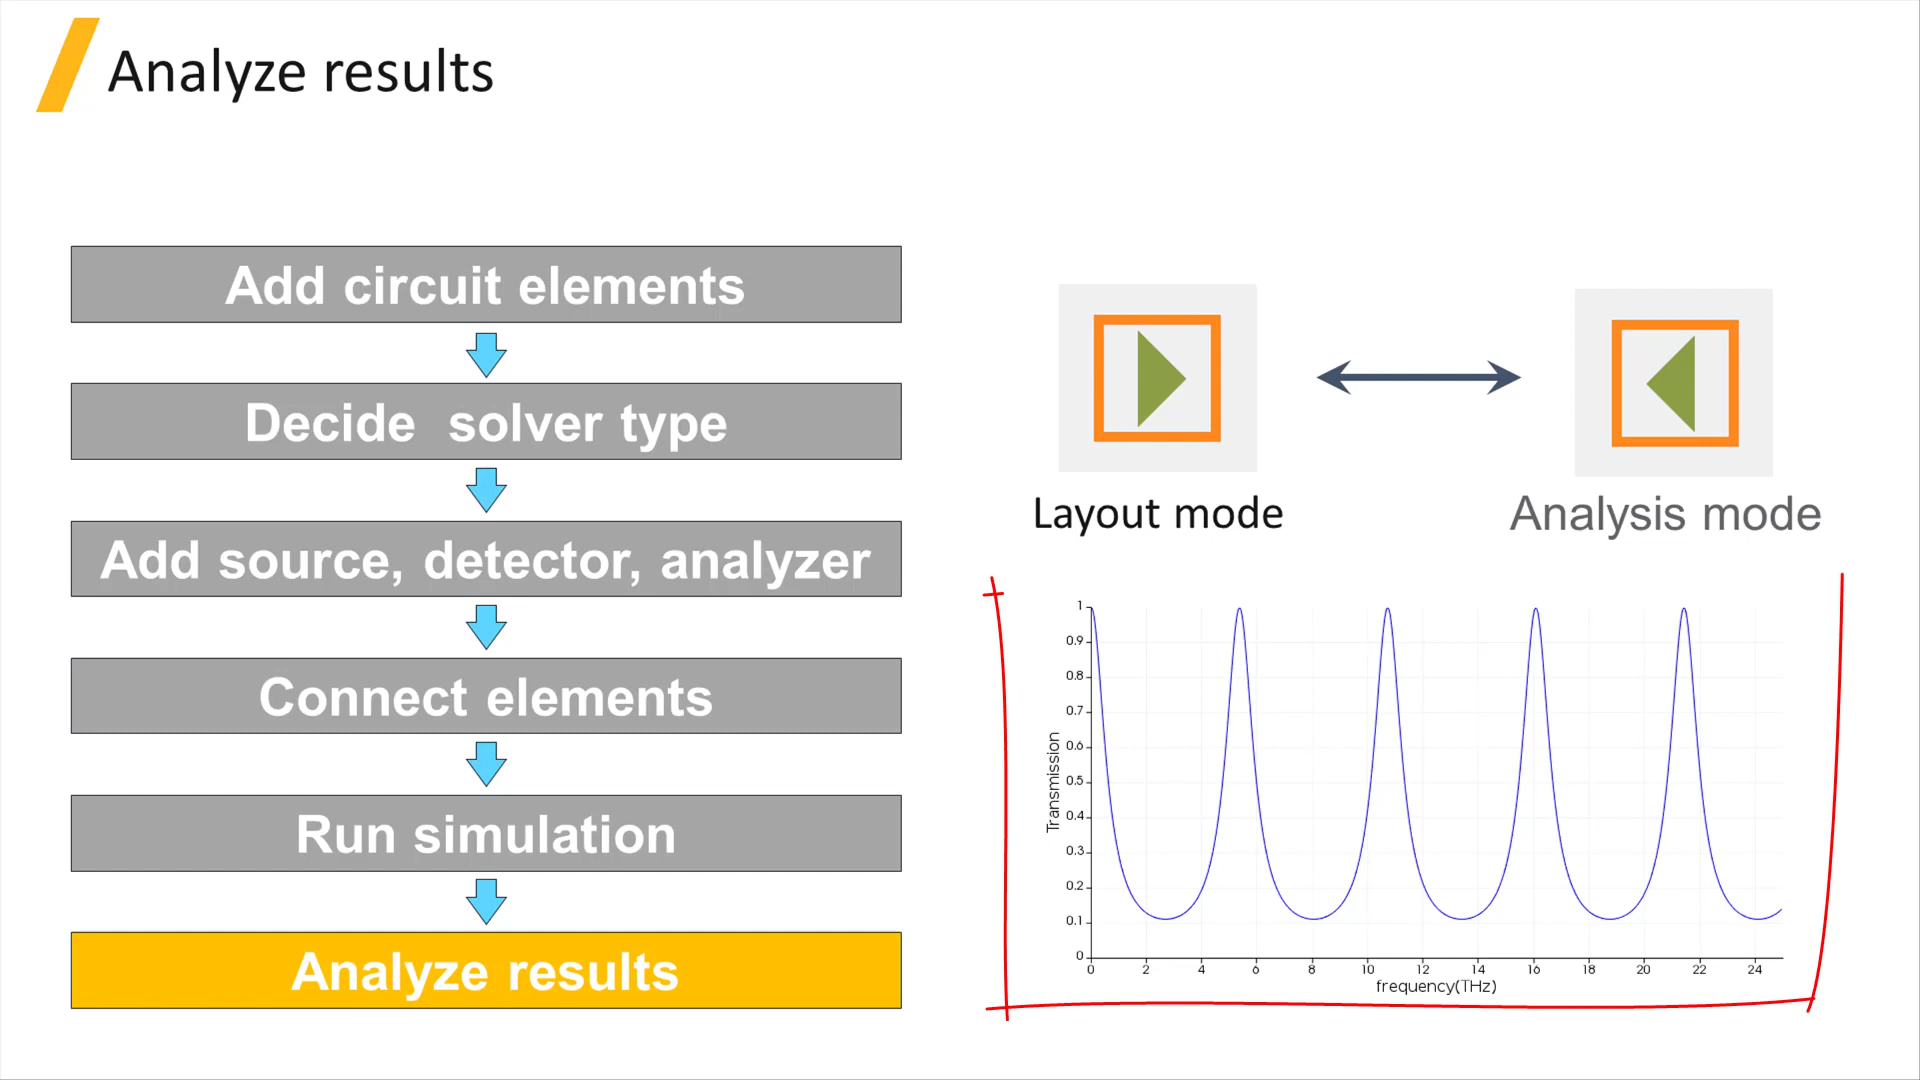 Analyze results
Add circuit elements
Decide  solver type
Add source, detector, analyzer
Connect elements
Run simulation
Analyze results
Layout mode
Analysis mode
Transmission
1
0.9
0.8
0.7
0.6
0.5
0.4
0.3
0.2
0.1
0
0 2 4 6 8 10 12 14 16 18 20 22 24
frequency(THz)